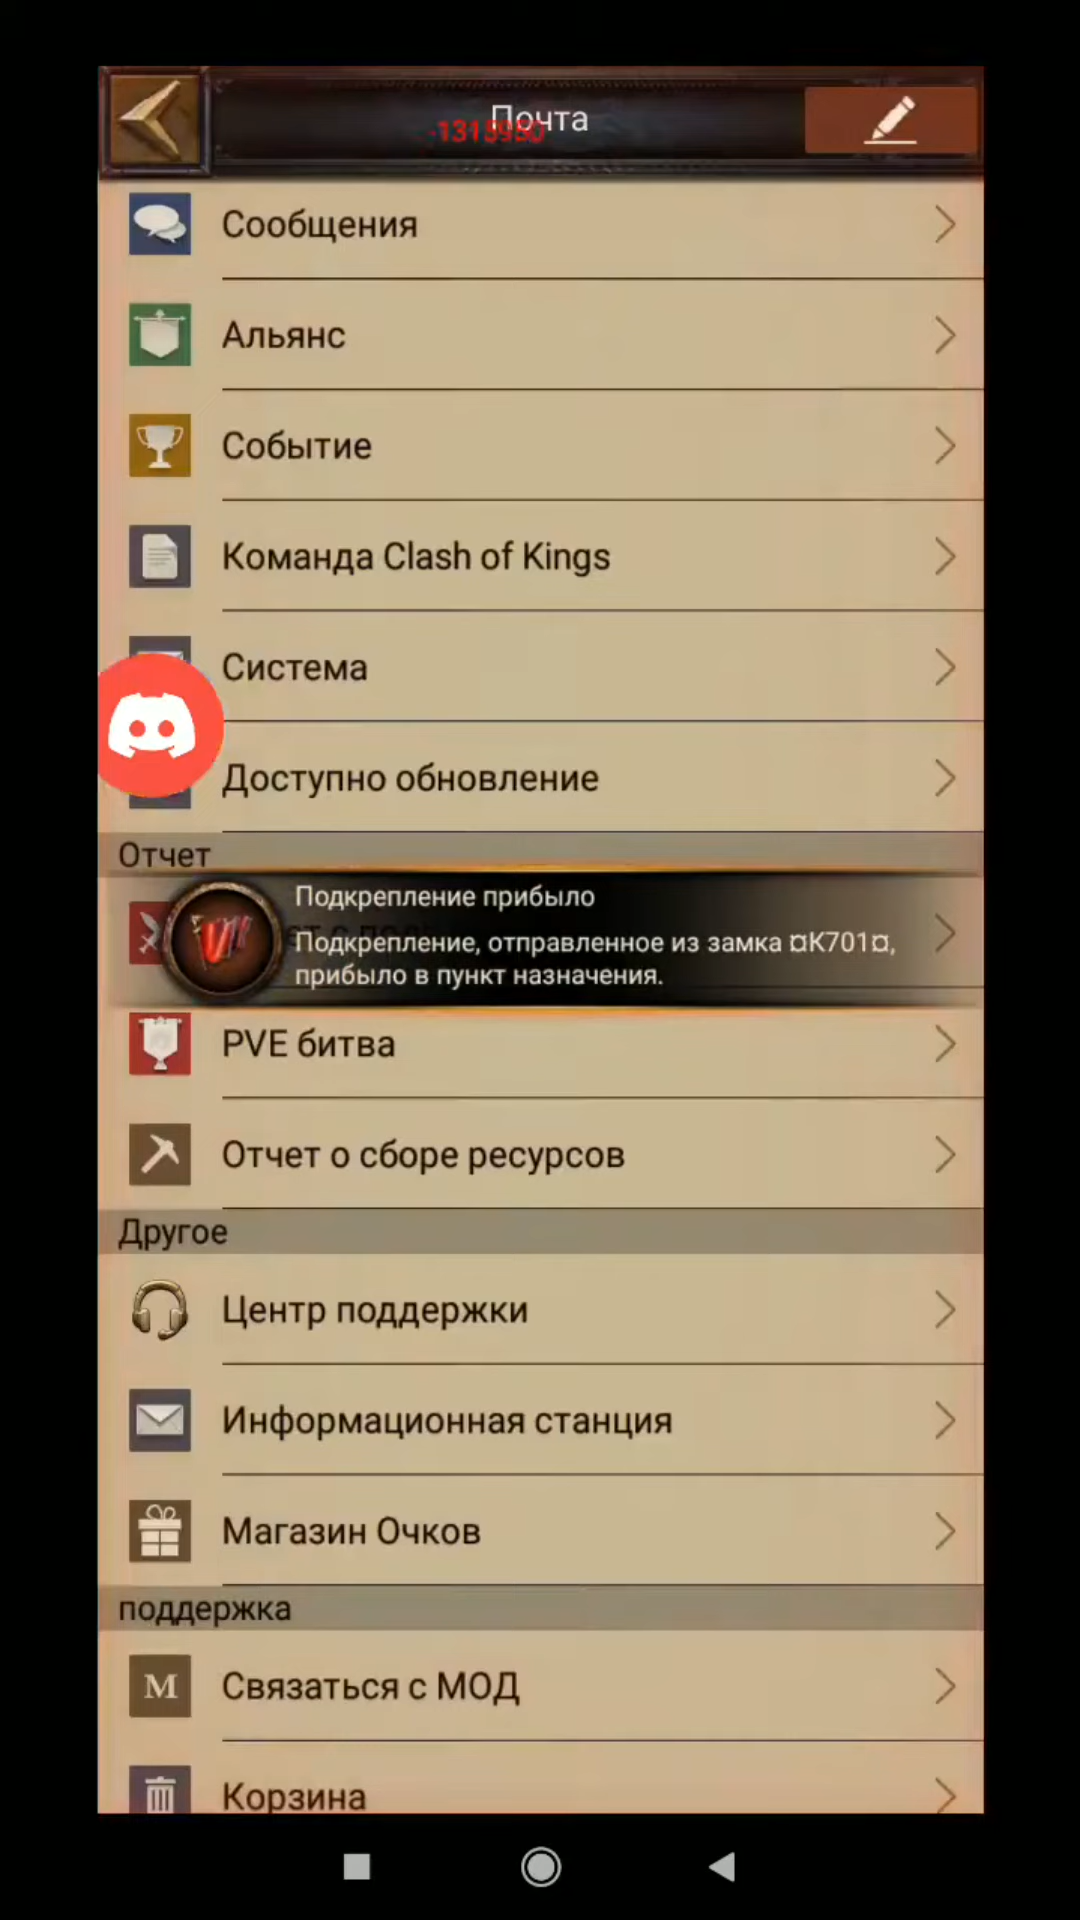 Почта
Сообщения
Альянс
Событие
Команда Clash of Kings
Система
Доступно обновление
Отчет
Подкрепление прибыло
Подкрепление, отправленное из замка ¤K701¤,
прибыло в пункт назначения.
PVE битва
Отчет о сборе ресурсов
Другое
Центр поддержки
Информационная станция
Магазин Очков
поддержка
M
Связаться с МОД
Корзина